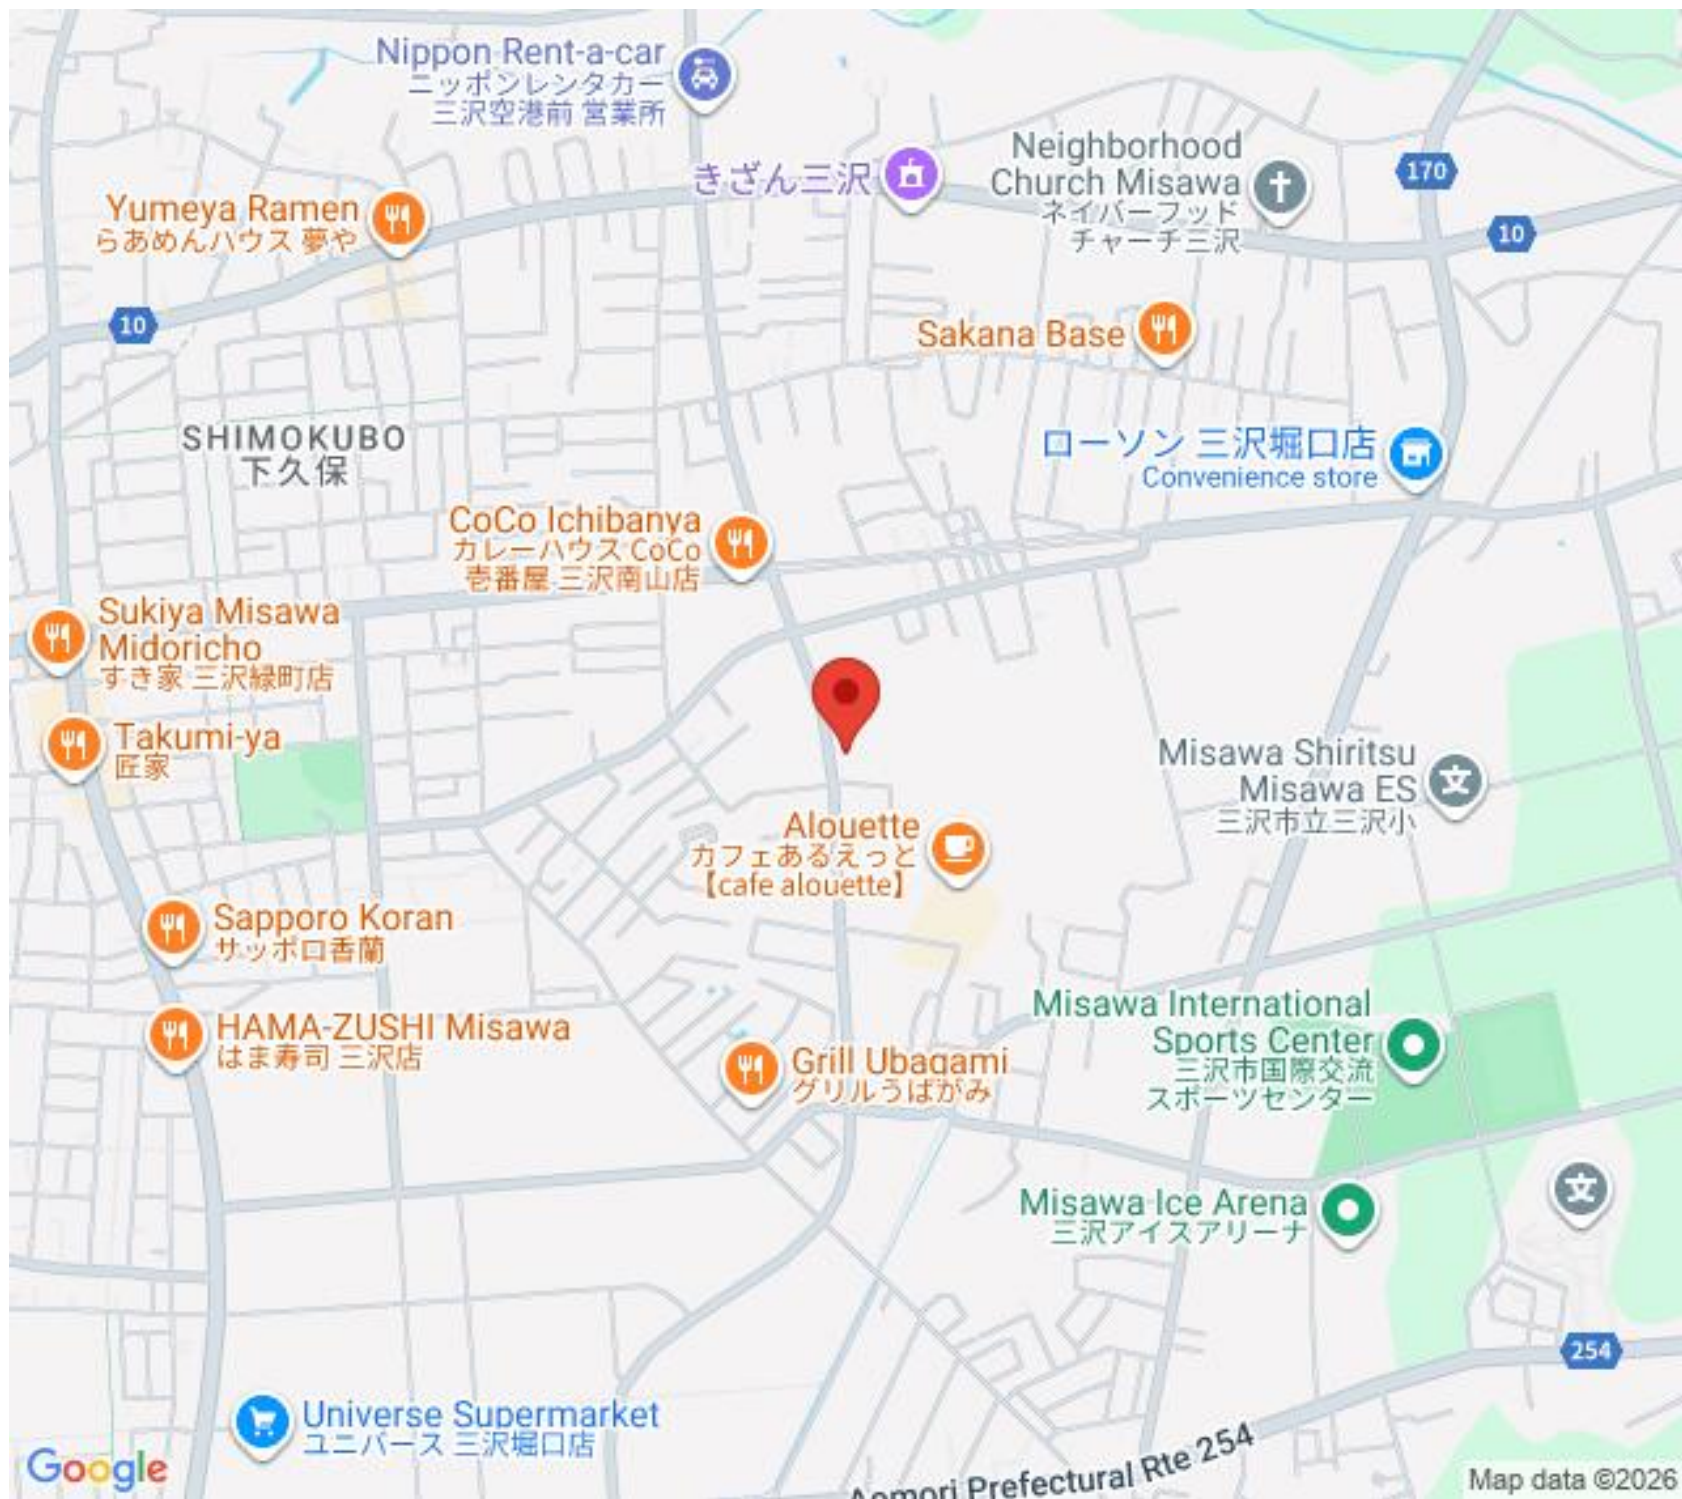 Nippon Rent-a-car
ニッポンレンタカー
三沢空港前 営業所
きざん三沢
Neighborhood
Church Misawa
ネイバーフッド
チャーチ三沢
170
10
Yumeya Ramen
らあめんハウス 夢や
10
Sakana Base
SHIMOKUBO
下久保
ローソン 三沢堀口店
Convenience store
CoCo Ichibanya
カレーハウス CoCo
壱番屋 三沢南山店
Sukiya Misawa
Midoricho
すき家 三沢緑町店
Takumi-ya
匠家
Misawa Shiritsu
Misawa ES
三沢市立三沢小
文
Alouette
カフェあるえっと
【cafe alouette】
Sapporo Koran
サッポロ香蘭
HAMA-ZUSHI Misawa
はま寿司 三沢店
Misawa International
Sports Center
三沢市国際交流
スポーツセンター
Grill Ubagami
グリルうばがみ
文
Misawa Ice Arena
三沢アイスアリーナ
254
Universe Supermarket
ユニバース 三沢堀口店
Aomori Prefectural Rte 254
Google
Map data ©2026